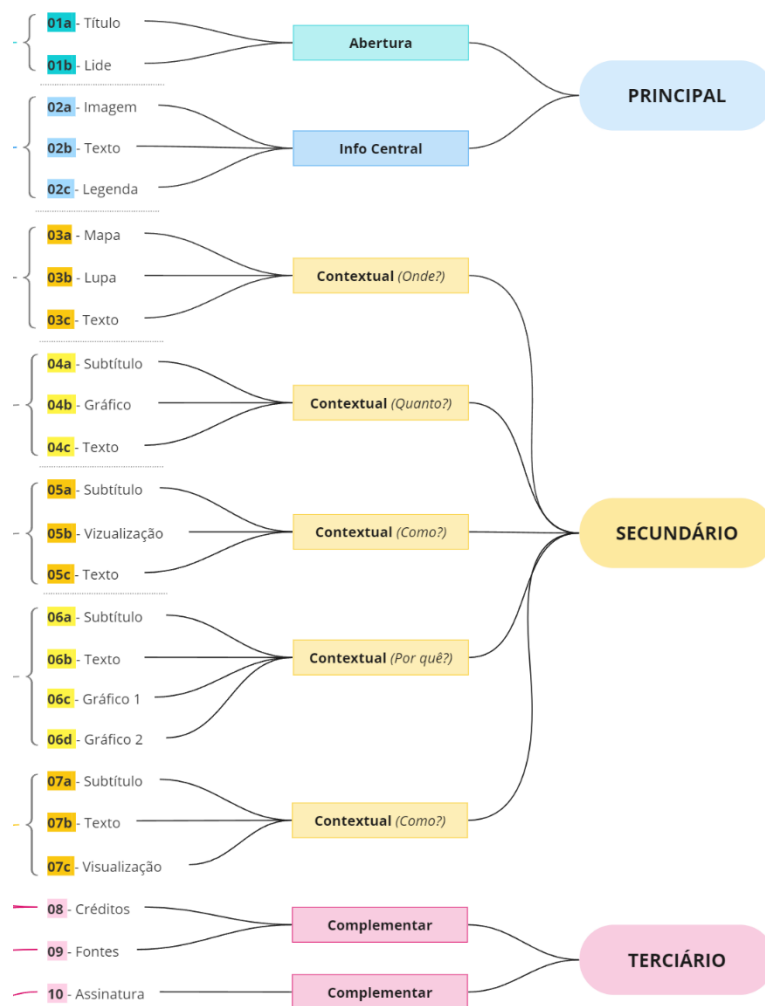 01a - Título
01b - Lide
Abertura
02a - Imagem
02b - Texto
02c - Legenda
Info Central
PRINCIPAL
03a - Mapa
03b - Lupa
03c - Texto
Contextual (Onde?)
04a - Subtítulo
04b - Gráfico
04c - Texto
Contextual (Quanto?)
05a - Subtítulo
05b - Vizualização
05c - Texto
Contextual (Como?)
06a - Subtítulo
06b - Texto
06c - Gráfico 1
06d - Gráfico 2
Contextual (Por quê?)
07a - Subtítulo
07b - Texto
07c - Visualização
Contextual (Como?)
SECUNDÁRIO
08 - Créditos
09 - Fontes
Complementar
10 - Assinatura
Complementar
TERCIÁRIO